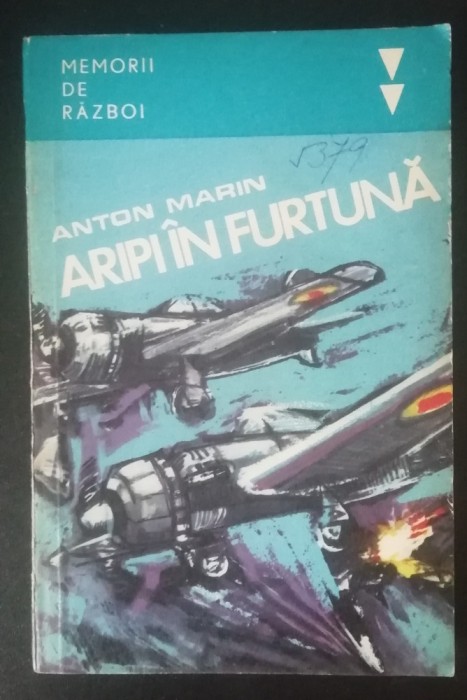 MEMORII
DE
RĂZBOI
5379
ANTON MARIN
ARIPI ÎN FURTUNĂ